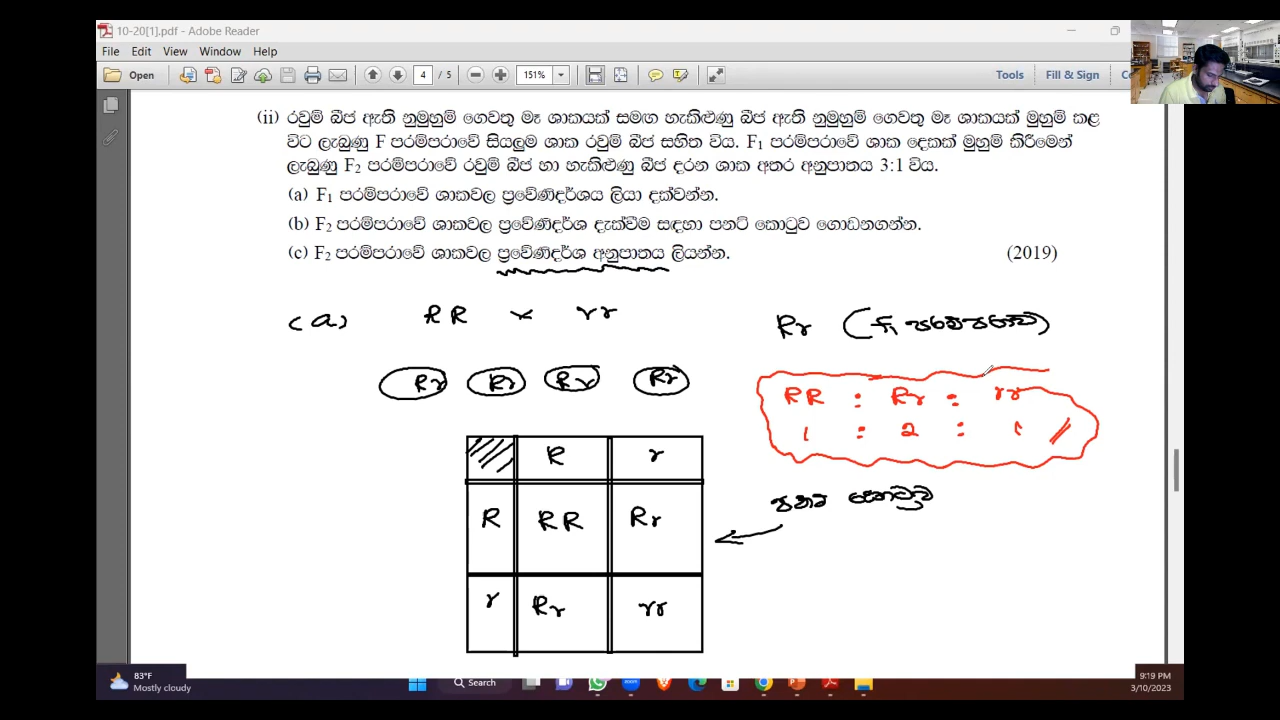 10-20[1].pdf - Adobe Reader
File Edit View Window Help
Open 4 / 5 151% Tools Fill & Sign
(ii) රවුම් බීජ ඇති නුමුහුම් ගෙවතු මෑ ශාකයක් සමඟ හැකිළුණු බීජ ඇති නුමුහුම් ගෙවතු මෑ ශාකයක් මුහුම් කළ
විට ලැබුණු F පරම්පරාවේ සියලුම ශාක රවුම් බීජ සහිත විය. F₁ පරම්පරාවේ ශාක දෙකක් මුහුම් කිරීමෙන්
ලැබුණු F₂ පරම්පරාවේ රවුම් බීජ හා හැකිළුණු බීජ දරන ශාක අතර අනුපාතය 3:1 විය.
(a) F₁ පරම්පරාවේ ශාකවල ප්‍රවේණිදර්ශය ලියා දක්වන්න.
(b) F₂ පරම්පරාවේ ශාකවල ප්‍රවේණිදර්ශ දැක්වීම සඳහා පනට් කොටුව ගොඩනගන්න.
(c) F₂ පරම්පරාවේ ශාකවල ප්‍රවේණිදර්ශ අනුපාතය ලියන්න. (2019)
(a) RR × rr Rr (F₁ පරම්පරාව)
Rr Rr Rr Rr
RR : Rr : rr
1 : 2 : 1
R r
පනට් කොටුව
R RR Rr
r Rr rr
83°F
Mostly cloudy
Search
9:19 PM
3/10/2023